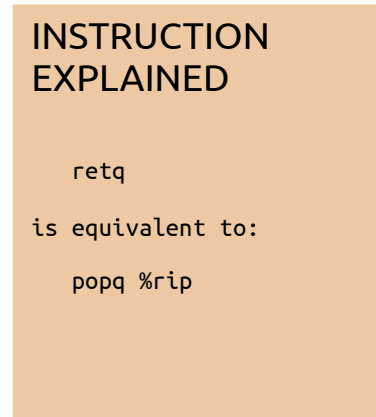 INSTRUCTION
EXPLAINED
retq
is equivalent to:
popq %rip